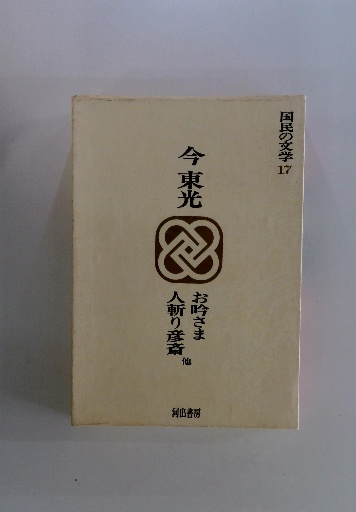 国民の文学 17
今 東光
お吟さま
人斬り彦斎 他
河出書房